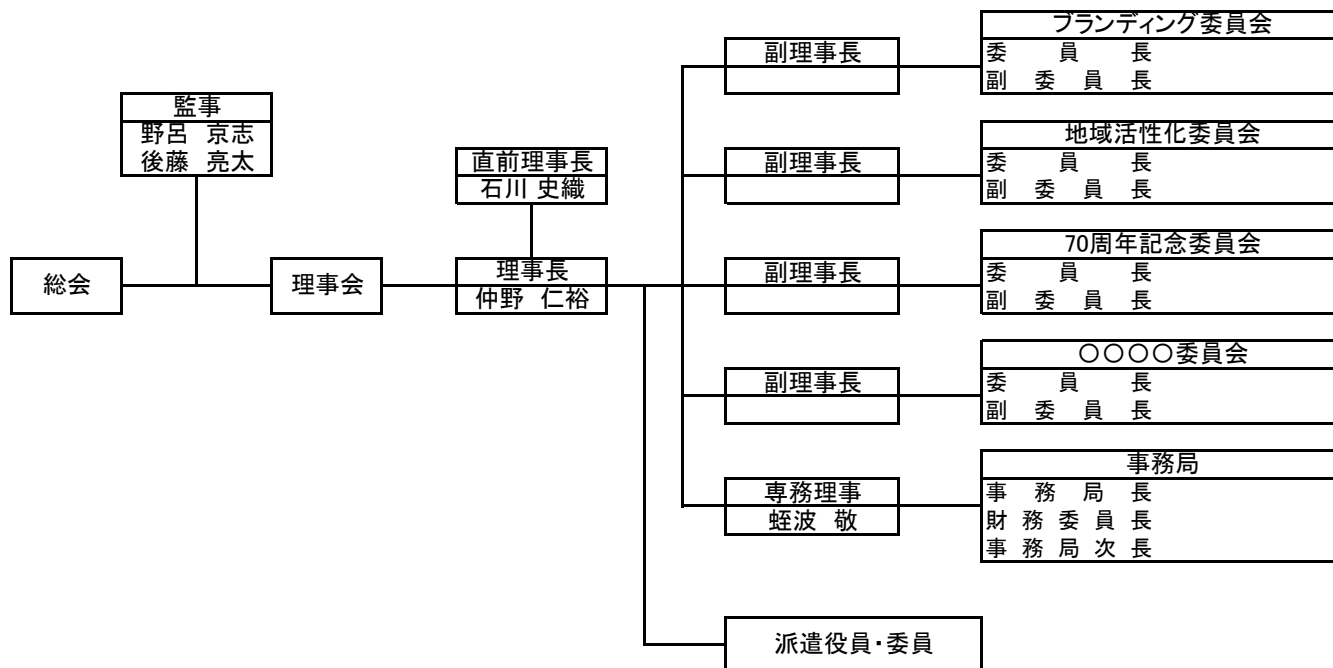 監事
野呂 京志
後藤 亮太
総会
理事会
直前理事長
石川 史織
理事長
仲野 仁裕
副理事長
ブランディング委員会
委員長
副委員長
副理事長
地域活性化委員会
委員長
副委員長
副理事長
70周年記念委員会
委員長
副委員長
副理事長
〇〇〇〇委員会
委員長
副委員長
専務理事
蛭波 敬
事務局
事務局長
財務委員長
事務局次長
派遣役員・委員